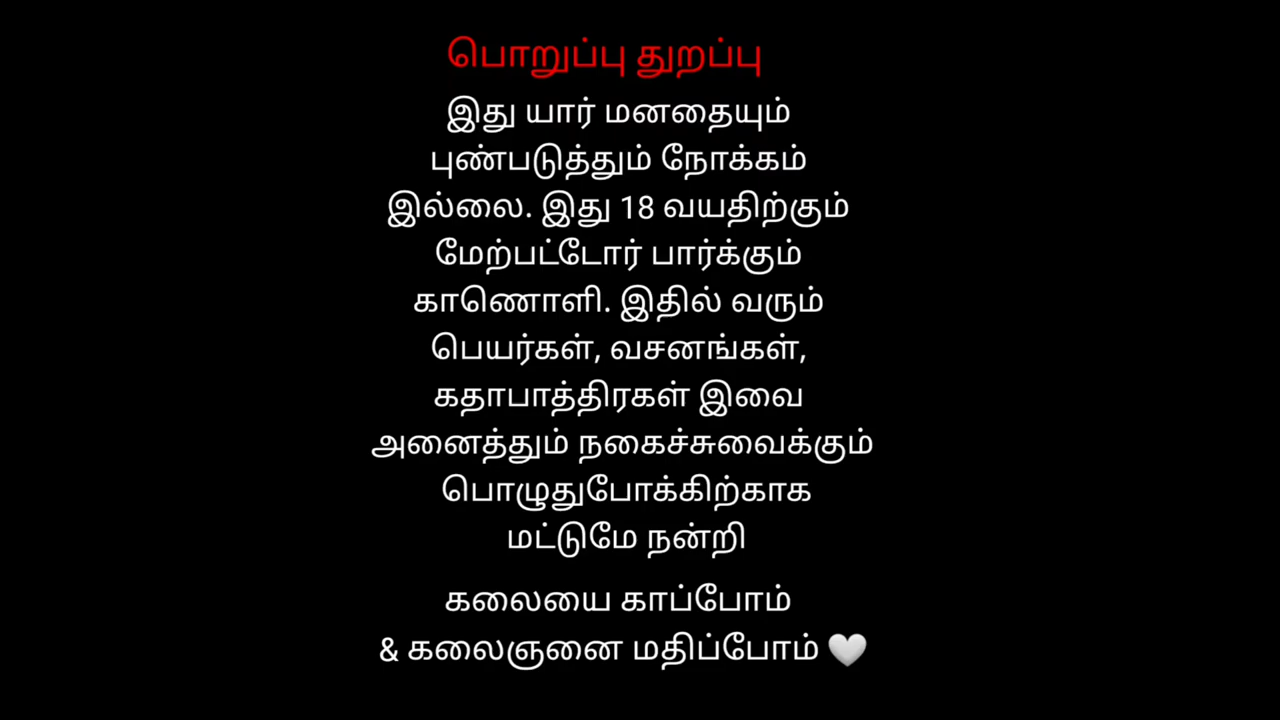 பொறுப்பு துறப்பு
இது யார் மனதையும்
புண்படுத்தும் நோக்கம்
இல்லை. இது 18 வயதிற்கும்
மேற்பட்டோர் பார்க்கும்
காணொளி. இதில் வரும்
பெயர்கள், வசனங்கள்,
கதாபாத்திரகள் இவை
அனைத்தும் நகைச்சுவைக்கும்
பொழுதுபோக்கிற்காக
மட்டுமே நன்றி
கலையை காப்போம்
& கலைஞனை மதிப்போம் 🤍